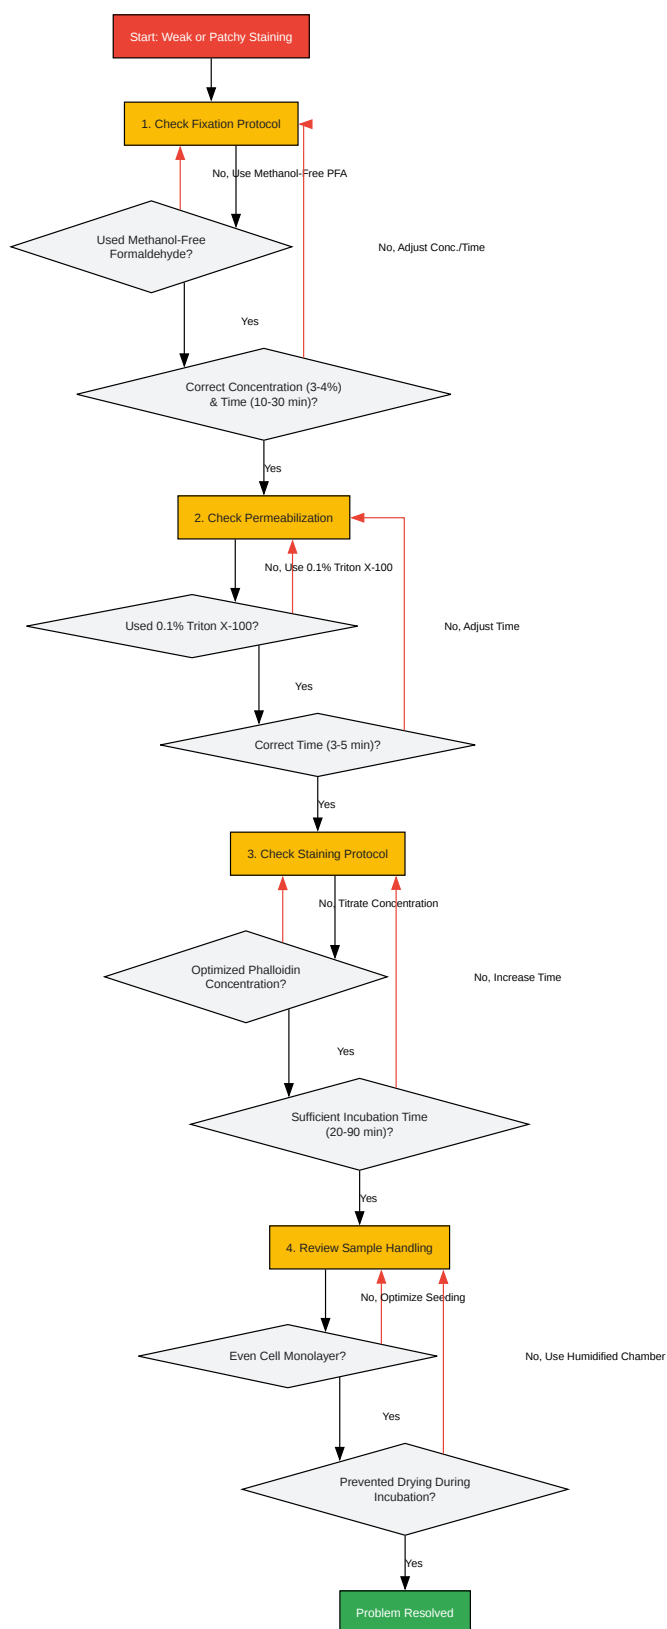 Start: Weak or Patchy Staining
1. Check Fixation Protocol
No, Use Methanol-Free PFA
Used Methanol-Free
Formaldehyde?
No, Adjust Conc./Time
Yes
Correct Concentration (3-4%)
& Time (10-30 min)?
Yes
2. Check Permeabilization
No, Use 0.1% Triton X-100
Used 0.1% Triton X-100?
No, Adjust Time
Yes
Correct Time (3-5 min)?
Yes
3. Check Staining Protocol
No, Titrate Concentration
Optimized Phalloidin
Concentration?
No, Increase Time
Yes
Sufficient Incubation Time
(20-90 min)?
Yes
4. Review Sample Handling
No, Optimize Seeding
Even Cell Monolayer?
No, Use Humidified Chamber
Yes
Prevented Drying During
Incubation?
Yes
Problem Resolved